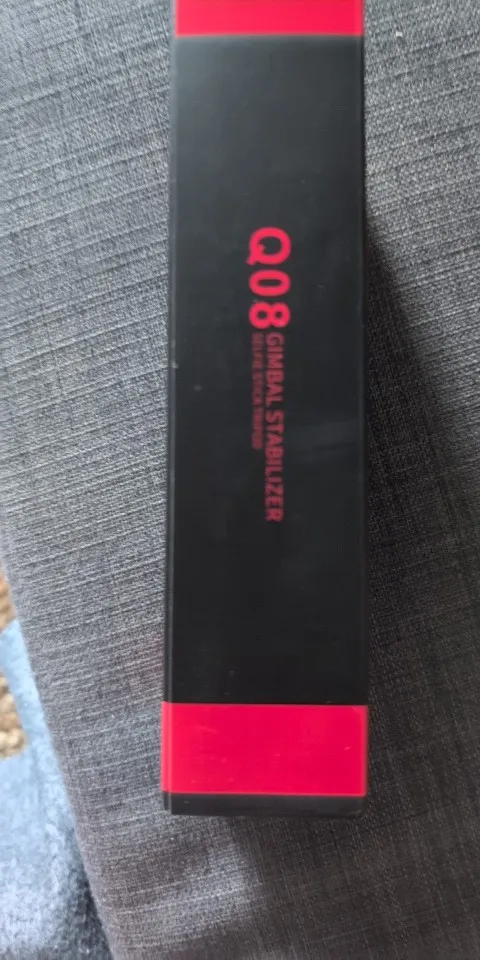 Q08
GIMBAL STABILIZER
SELFIE STICK TRIPOD